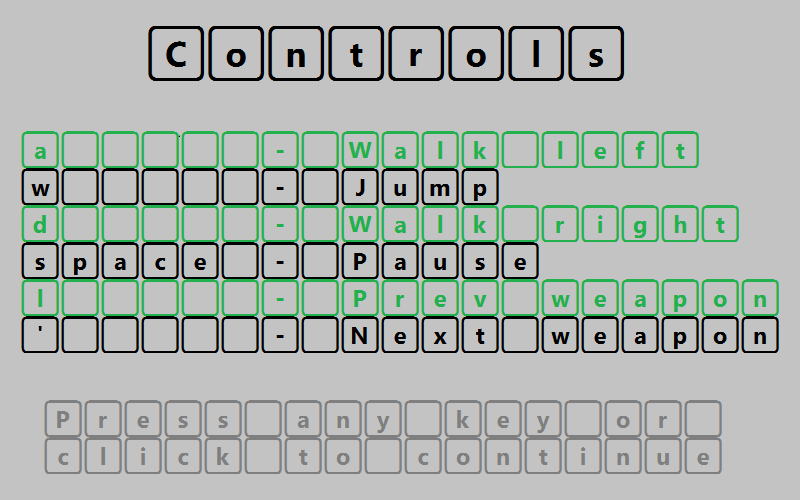 Controls
a - Walk left
w - Jump
d - Walk right
space - Pause
l - Prev weapon
' - Next weapon
Press any key or
click to continue